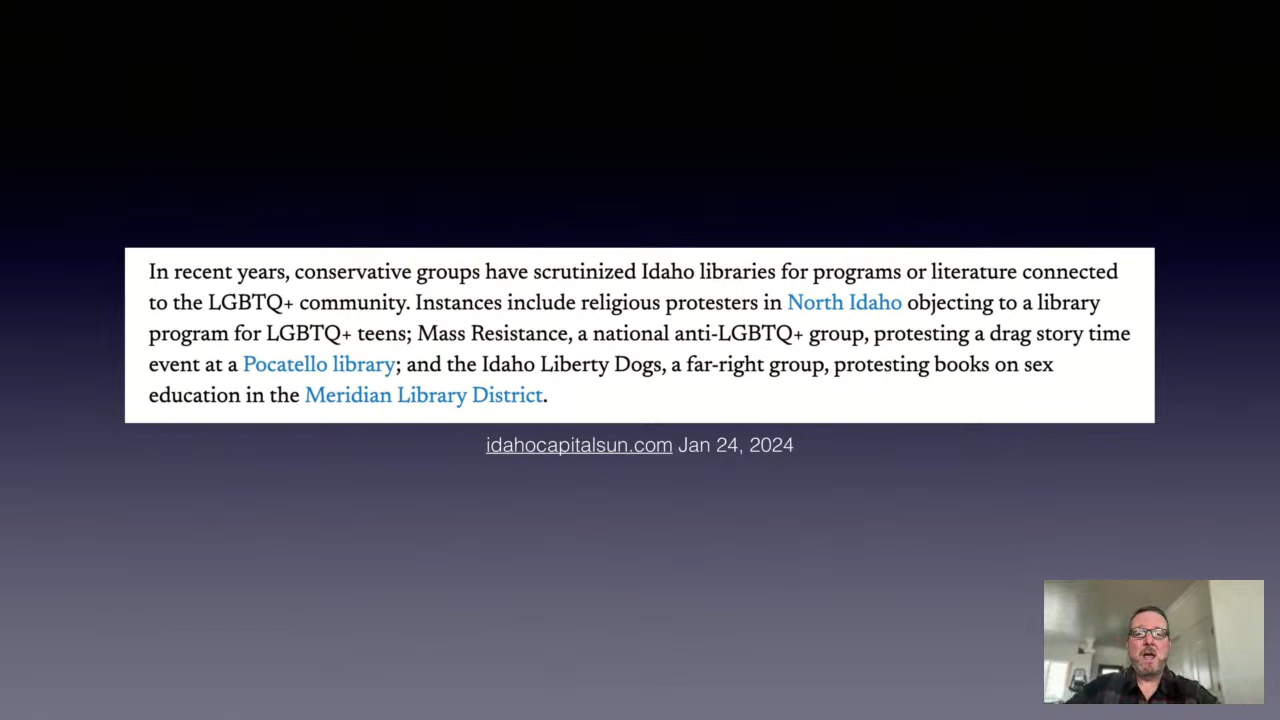 In recent years, conservative groups have scrutinized Idaho libraries for programs or literature connected
to the LGBTQ+ community. Instances include religious protesters in North Idaho objecting to a library
program for LGBTQ+ teens; Mass Resistance, a national anti-LGBTQ+ group, protesting a drag story time
event at a Pocatello library; and the Idaho Liberty Dogs, a far-right group, protesting books on sex
education in the Meridian Library District.
idahocapitalsun.com Jan 24, 2024